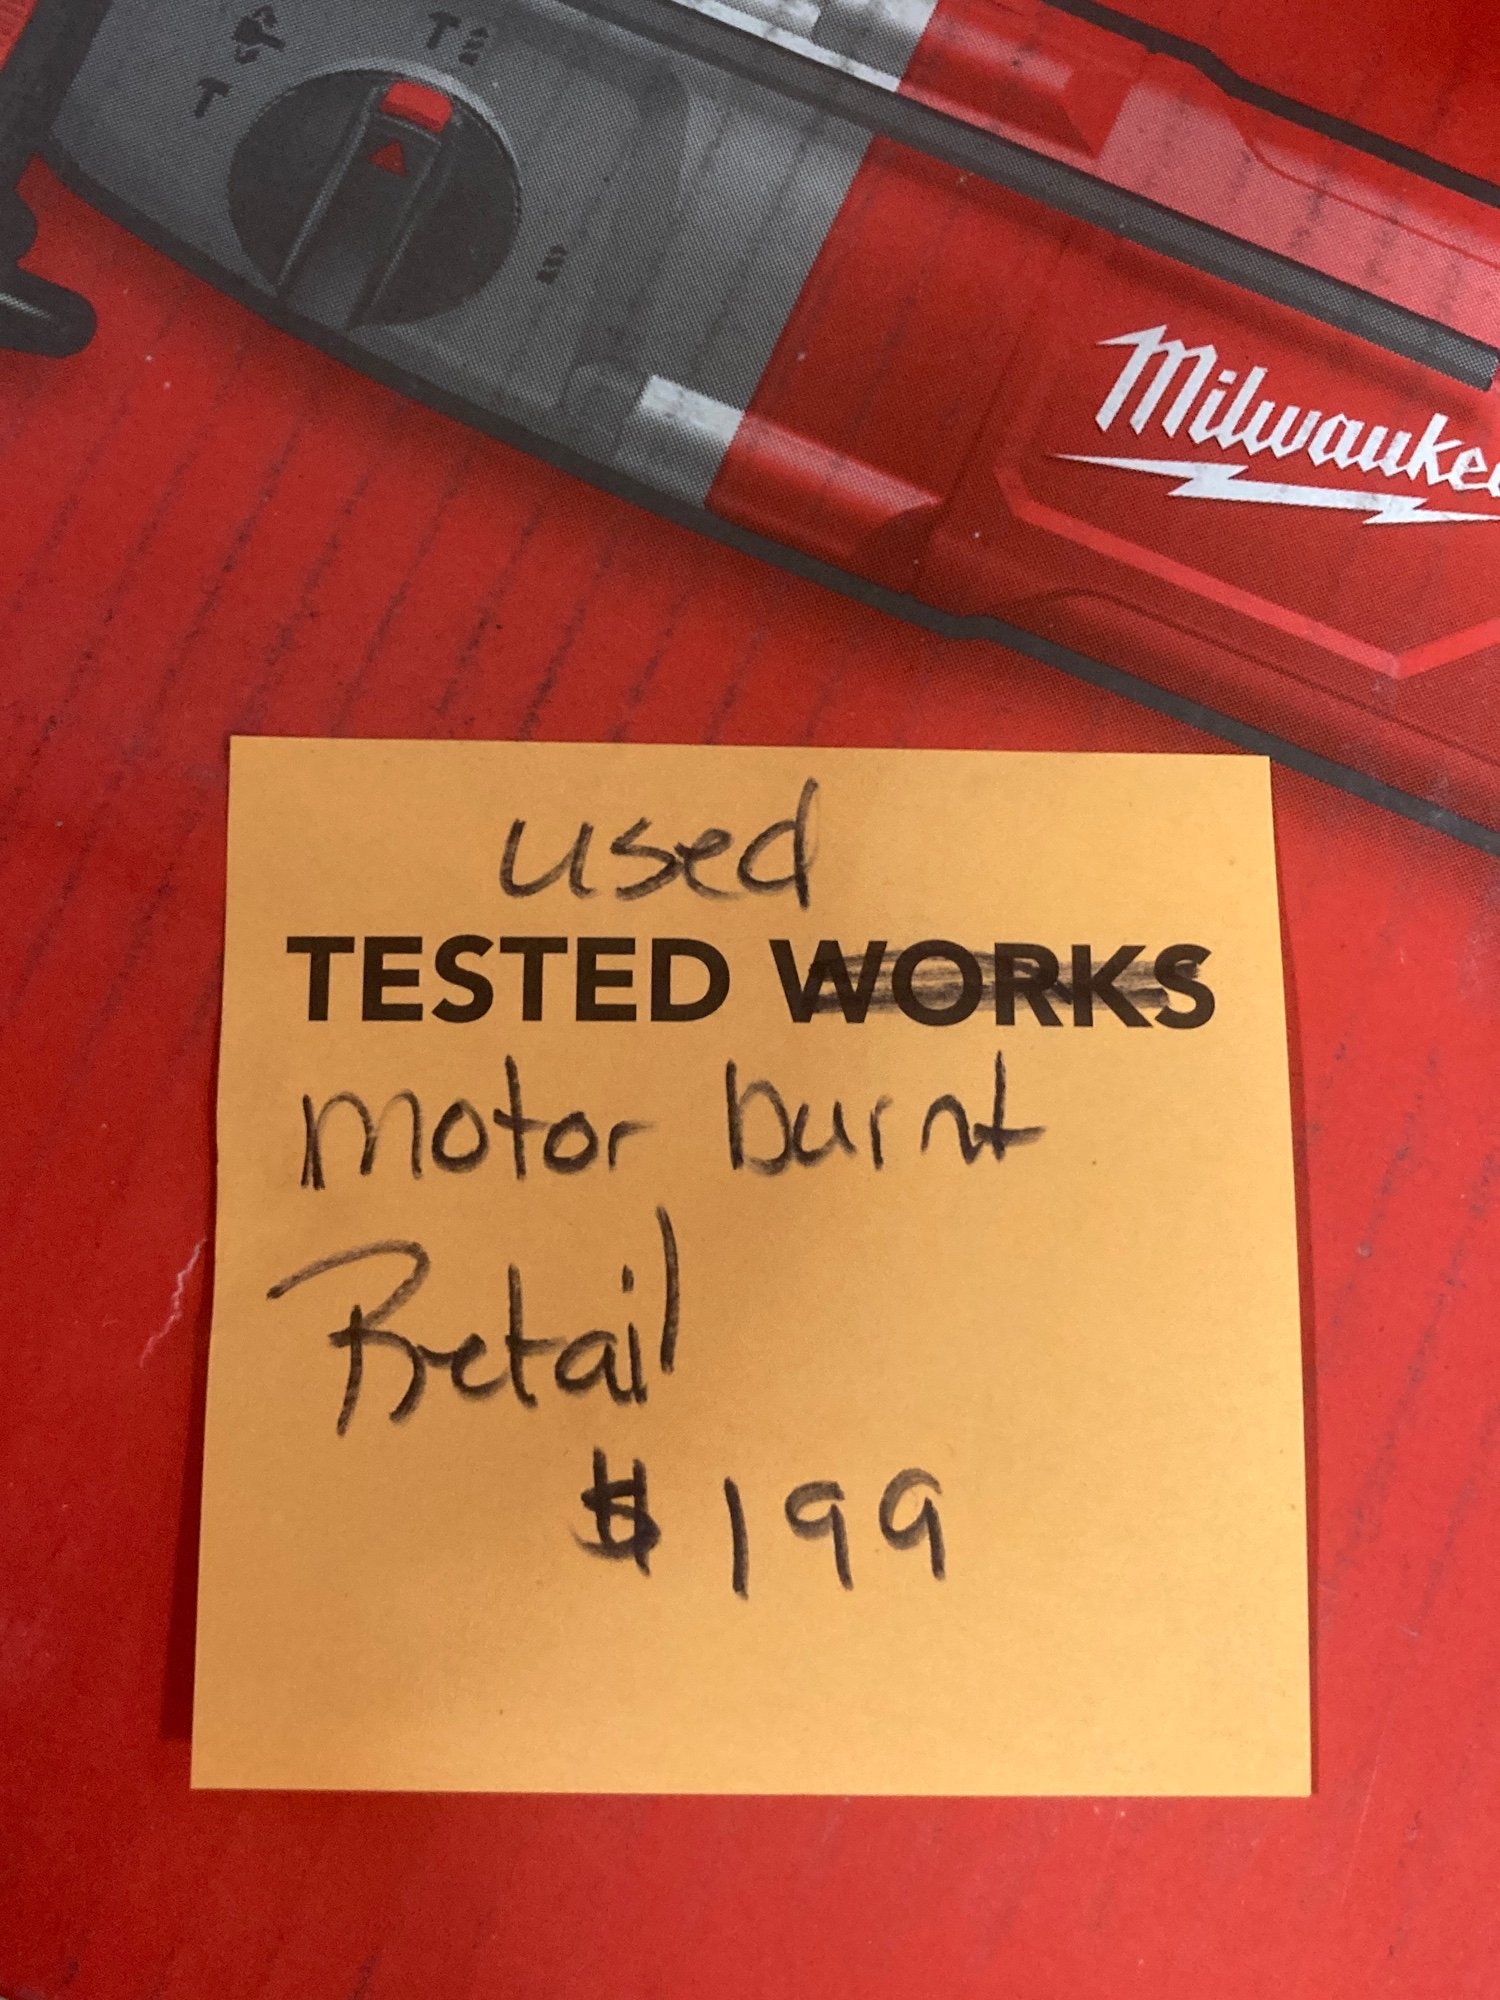 T
T
Milwaukee
used
TESTED WORKS
motor burnt
Retail
$199